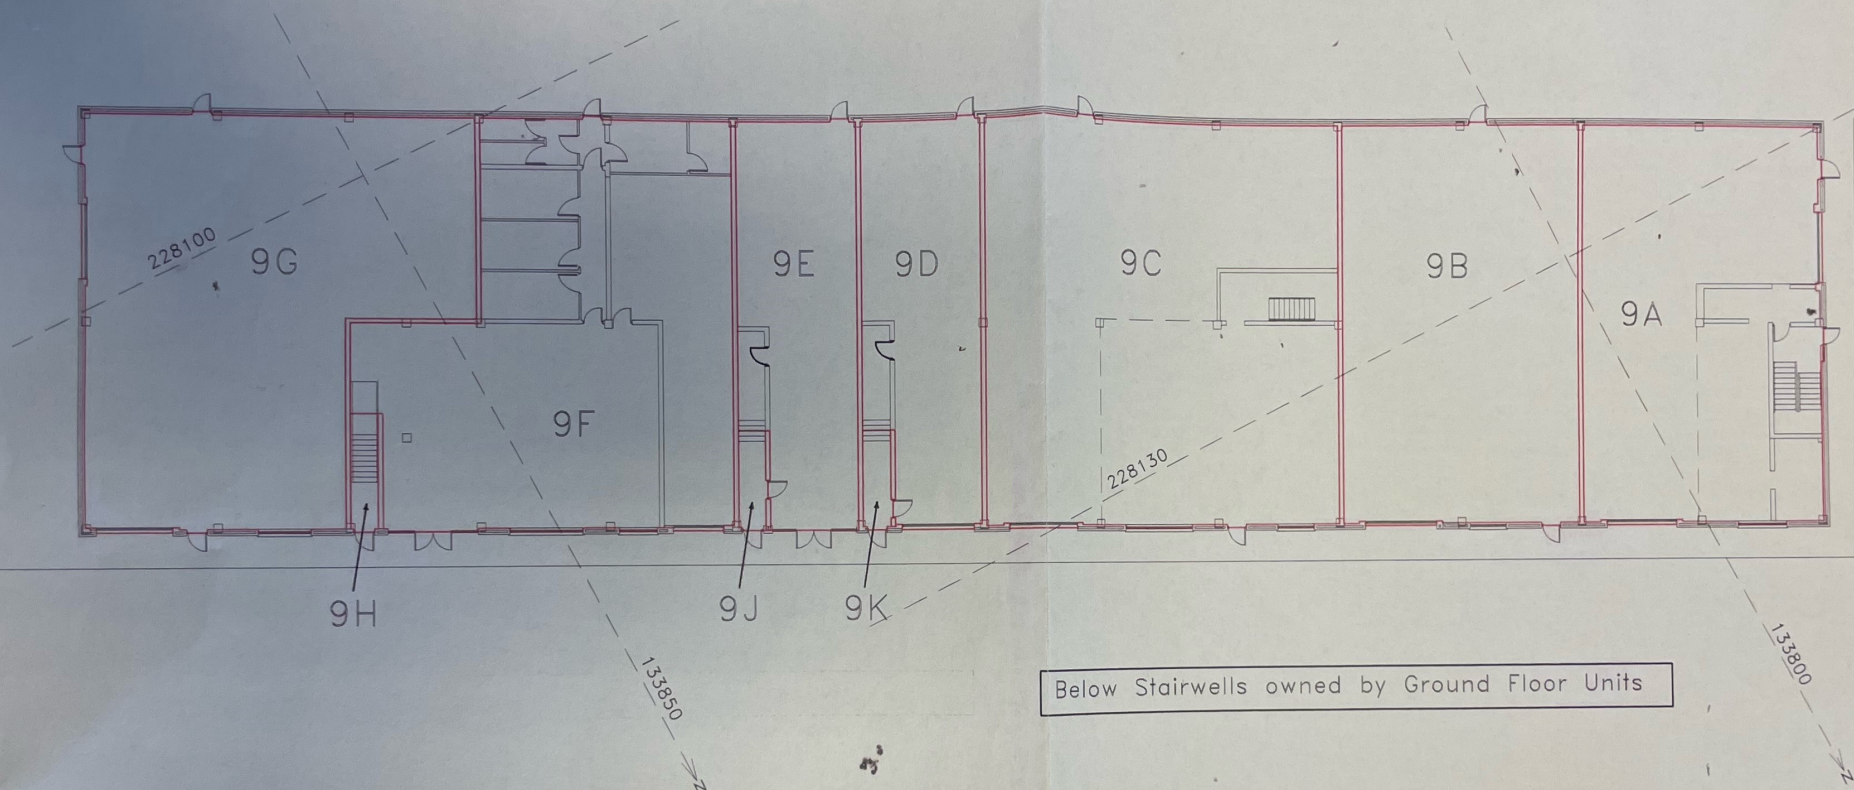 228100
9G
9E
9D
9C
9B
9A
9F
228130
9H
9J
9K
133850
133800
Below Stairwells owned by Ground Floor Units
N
N